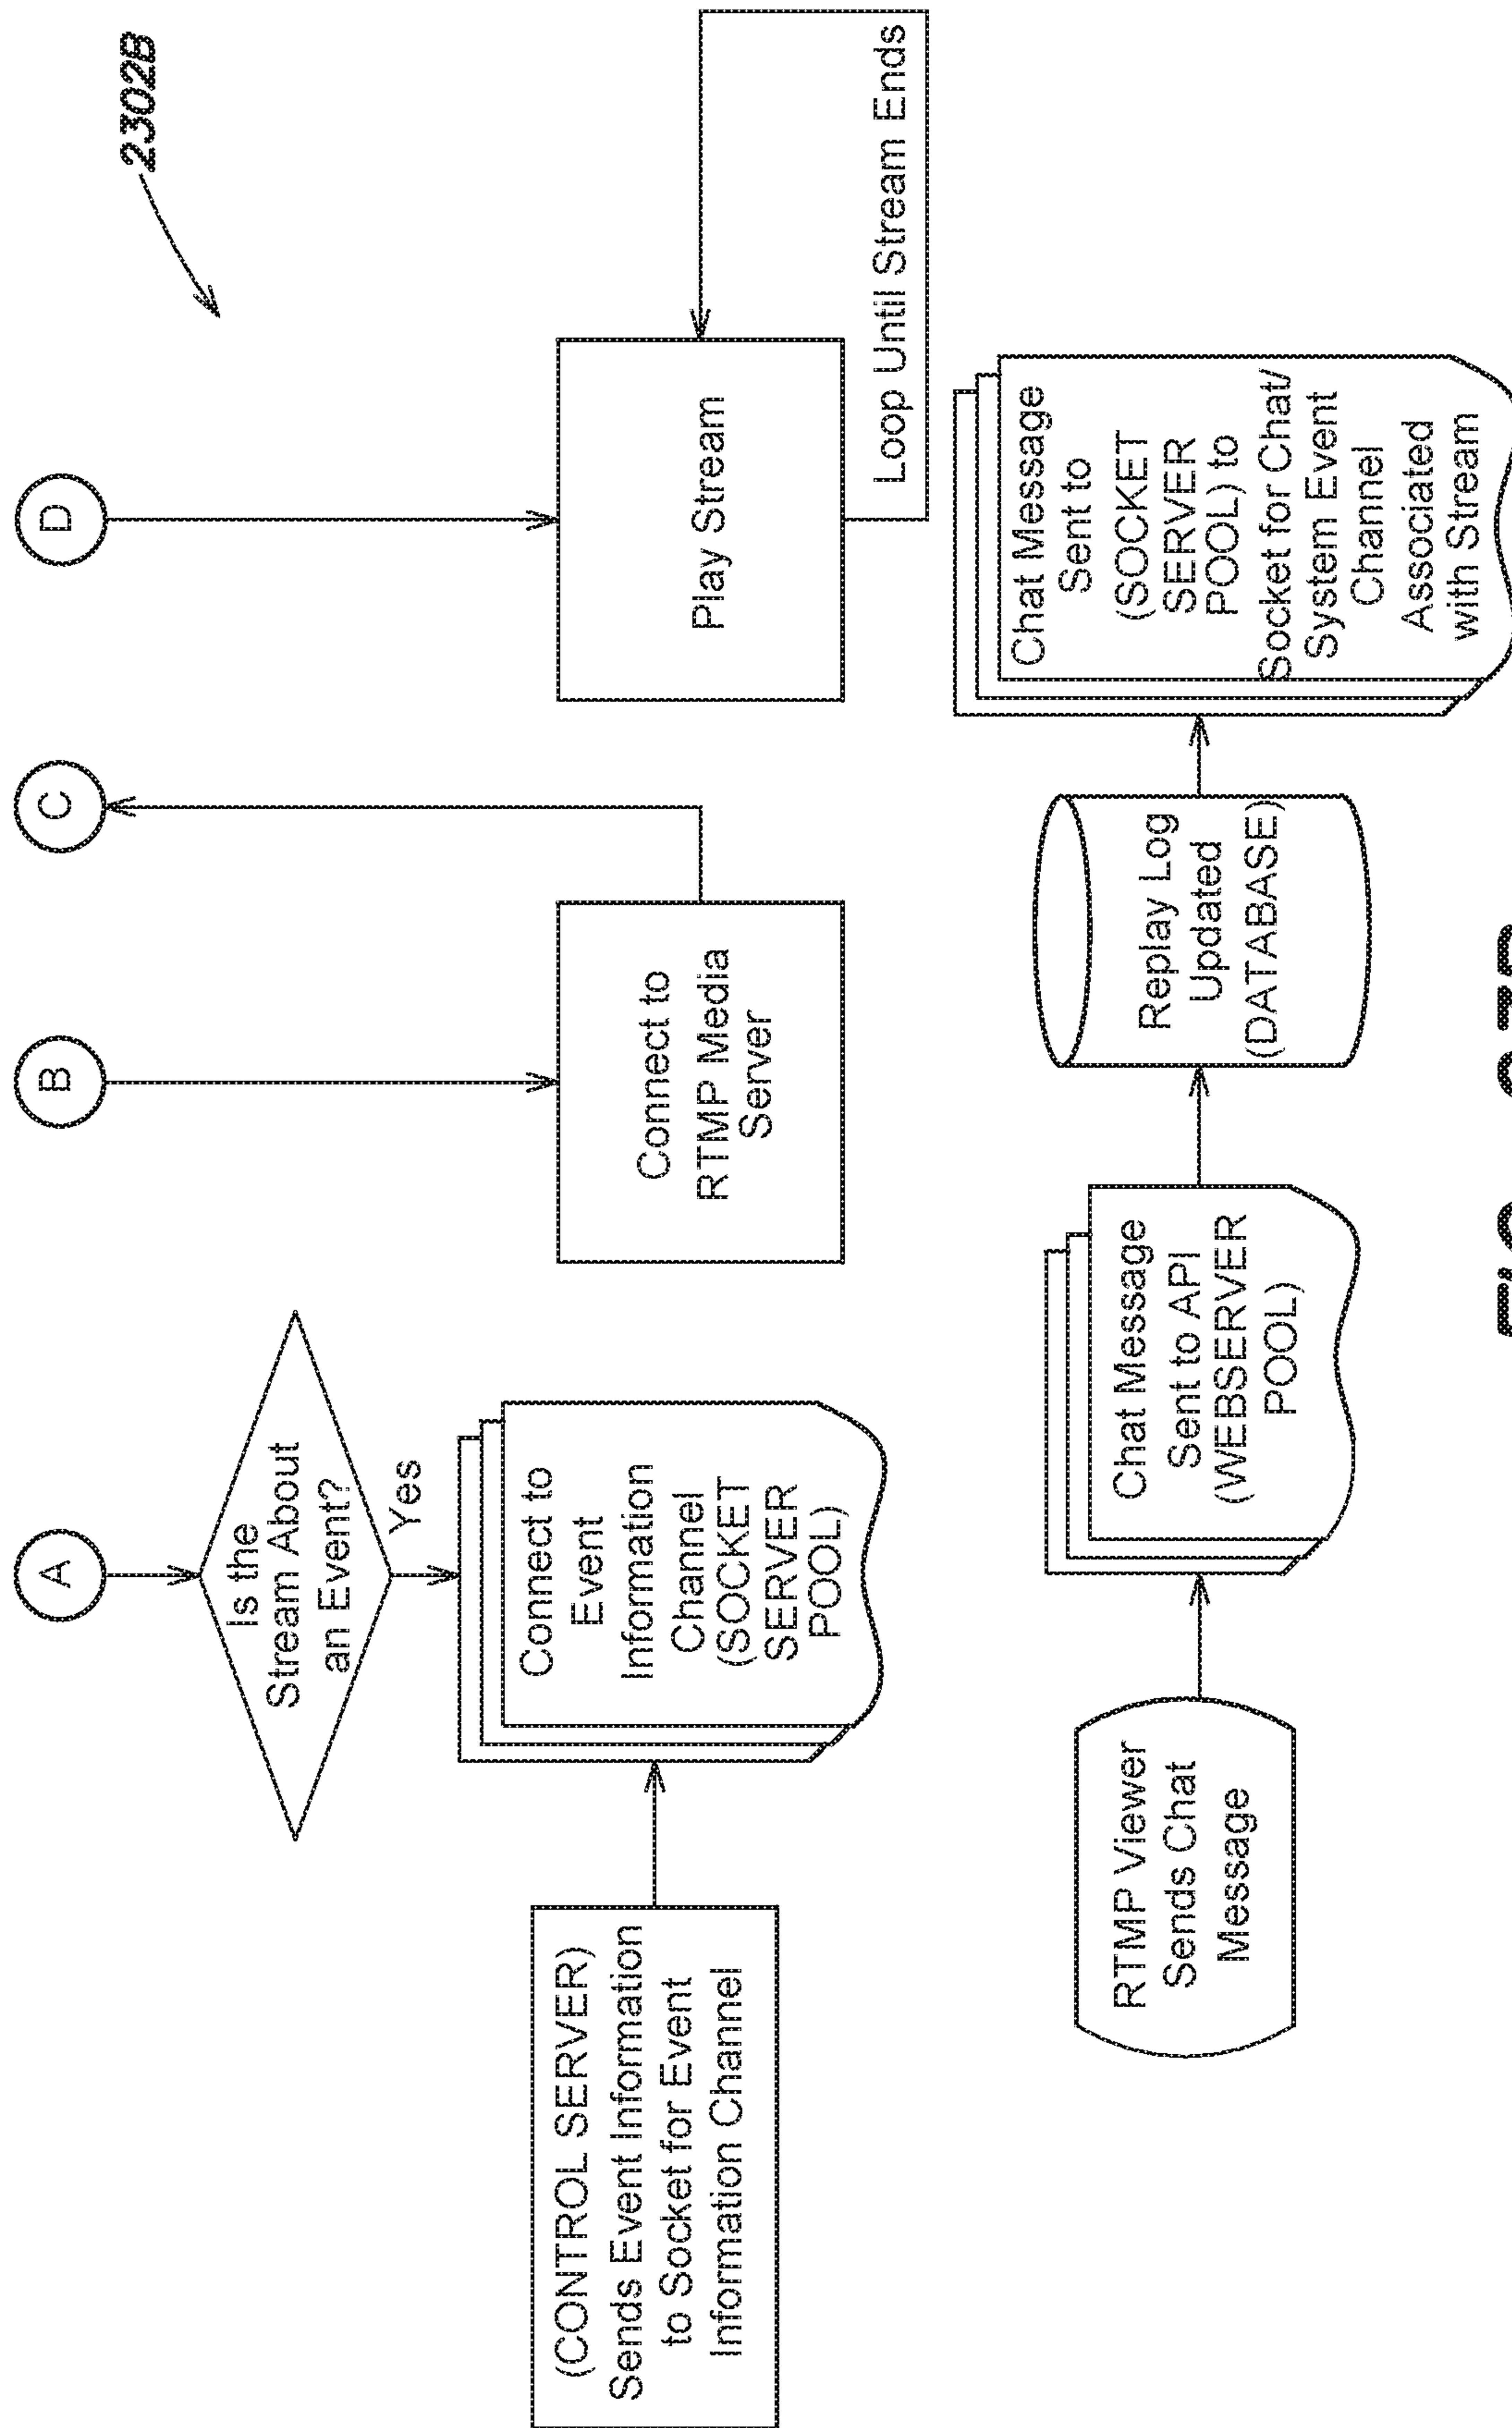 A
B
C
D
2302B
Is the
Stream About
an Event?
Yes
(CONTROL SERVER)
Sends Event Information
to Socket for Event
Information Channel
Connect to
Event
Information
Channel
(SOCKET
SERVER
POOL)
Connect to
RTMP Media
Server
Play Stream
Loop Until Stream Ends
RTMP Viewer
Sends Chat
Message
Chat Message
Sent to API
(WEBSERVER
POOL)
Replay Log
Updated
(DATABASE)
Chat Message
Sent to
(SOCKET
SERVER
POOL) to
Socket for Chat/
System Event
Channel
Associated
with Stream